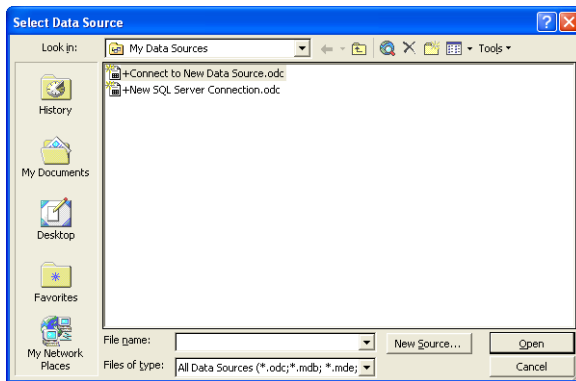 Select Data Source
Look in: My Data Sources Tools
+Connect to New Data Source.odc
+New SQL Server Connection.odc
History
My Documents
Desktop
Favorites
My Network
Places
File name: New Source... Open
Files of type: All Data Sources (*.odc;*.mdb; *.mde; Cancel